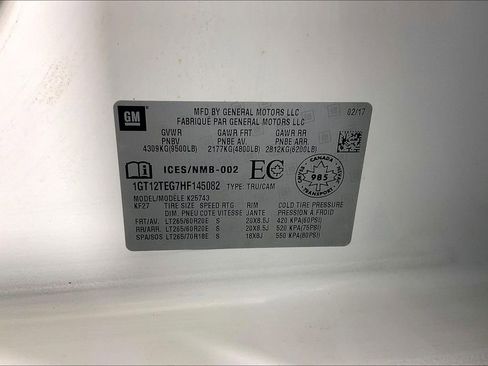 GM
MFD BY GENERAL MOTORS LLC
02/17
FABRIQUE PAR GENERAL MOTORS LLC
GVWR GAWR FRT GAWR RR
PNBV PNBE AV PNBE ARR
4309KG(9500LB) 2177KG(4800LB) 2812KG(6200LB)
ICES/NMB-002 EC CANADA 985
1GT12TEG7HF145082 TYPE: TRU/CAM
MODEL/MODELE K25743
KF27 TIRE SIZE SPEED RTG RIM COLD TIRE PRESSURE
DIM. PNEU COTE VITESSE JANTE PRESSION A FROID
FRT/AV. LT265/60R20E S 20X8.5J 420 KPA(60PSI)
RR/ARR. LT265/60R20E S 20X8.5J 520 KPA(75PSI)
SPA/SOS LT265/70R18E S 18X8J 550 KPA(80PSI)